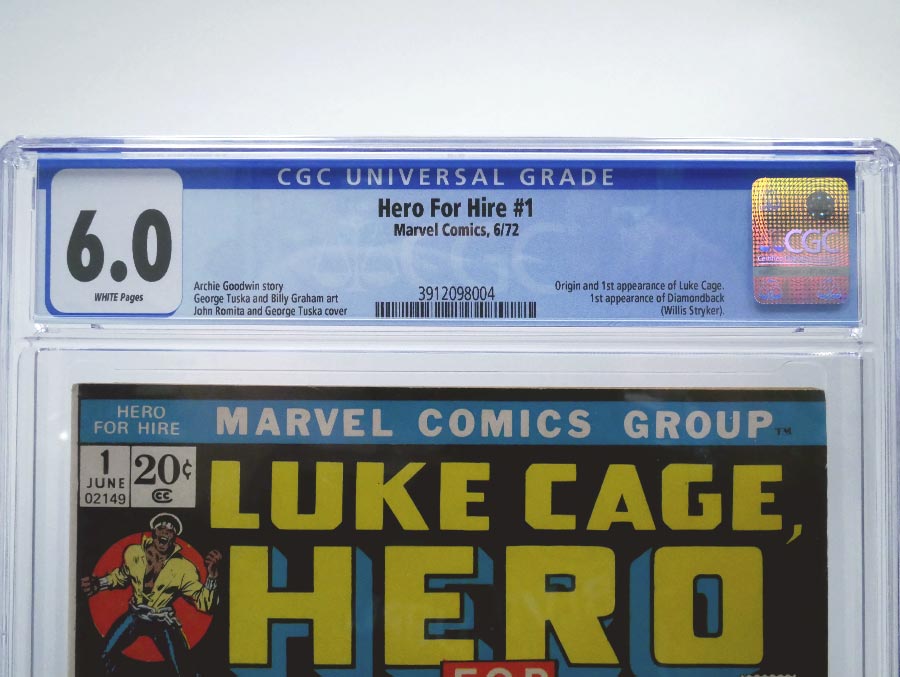 CGC UNIVERSAL GRADE
6.0
WHITE Pages
Hero For Hire #1
Marvel Comics, 6/72
Archie Goodwin story
George Tuska and Billy Graham art
John Romita and George Tuska cover
3912098004
Origin and 1st appearance of Luke Cage.
1st appearance of Diamondback
(Willis Stryker).
CGC
HERO
FOR HIRE
MARVEL COMICS GROUP™
1
JUNE
02149
20¢
CC
LUKE CAGE,
HERO
FOR